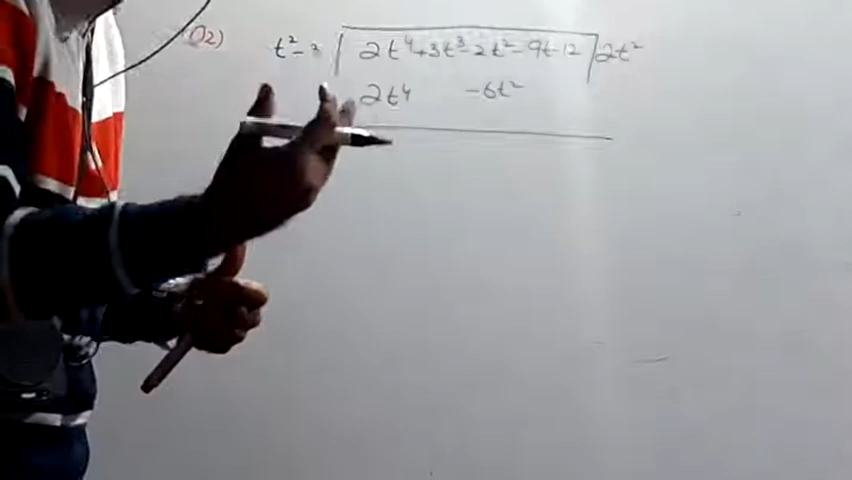 Q2)
t² - 3 | 2t⁴+3t³-2t²-9t-12 | 2t²
2t⁴ -6t²